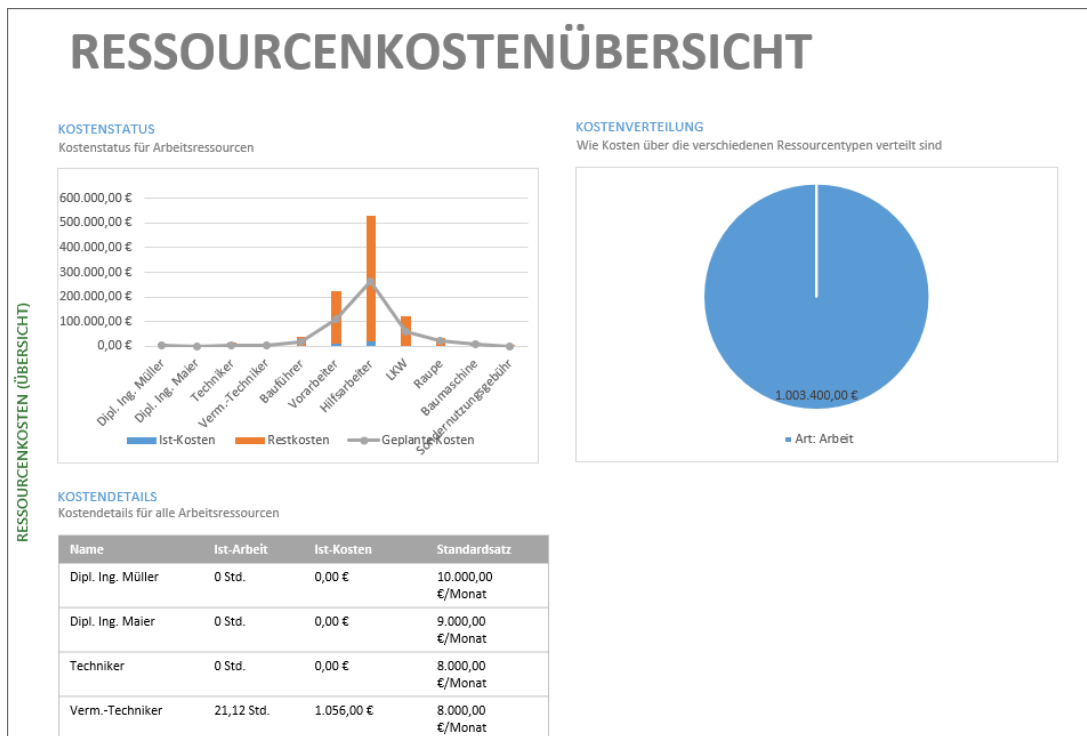 RESSOURCENKOSTENÜBERSICHT
RESSOURCENKOSTEN (ÜBERSICHT)
KOSTENSTATUS
Kostenstatus für Arbeitsressourcen
600.000,00 €
500.000,00 €
400.000,00 €
300.000,00 €
200.000,00 €
100.000,00 €
0,00 €
Dipl. Ing. Müller
Dipl. Ing. Maier
Techniker
Verm.-Techniker
Bauführer
Vorarbeiter
Hilfsarbeiter
LKW
Raupe
Baumaschine
Sondernutzungsgebühr
Ist-Kosten Restkosten Geplante Kosten
KOSTENVERTEILUNG
Wie Kosten über die verschiedenen Ressourcentypen verteilt sind
1.003.400,00 €
Art: Arbeit
KOSTENDETAILS
Kostendetails für alle Arbeitsressourcen
Name Ist-Arbeit Ist-Kosten Standardsatz
Dipl. Ing. Müller 0 Std. 0,00 € 10.000,00
€/Monat
Dipl. Ing. Maier 0 Std. 0,00 € 9.000,00
€/Monat
Techniker 0 Std. 0,00 € 8.000,00
€/Monat
Verm.-Techniker 21,12 Std. 1.056,00 € 8.000,00
€/Monat